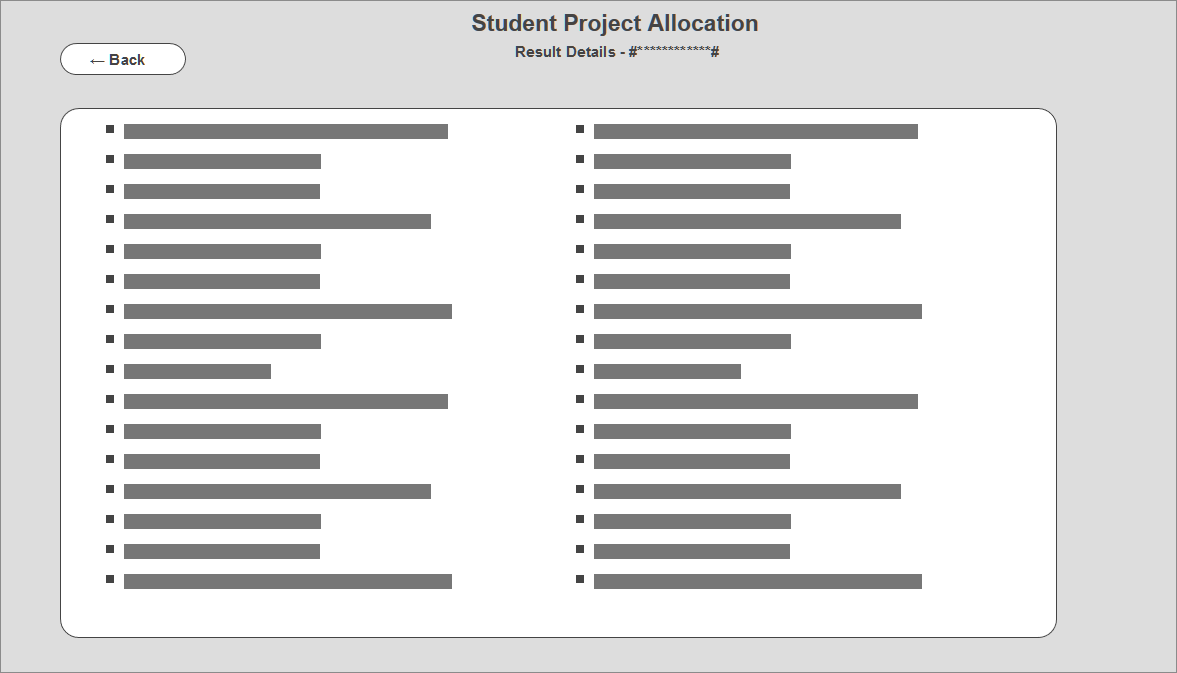 Student Project Allocation
Result Details - #************#
← Back